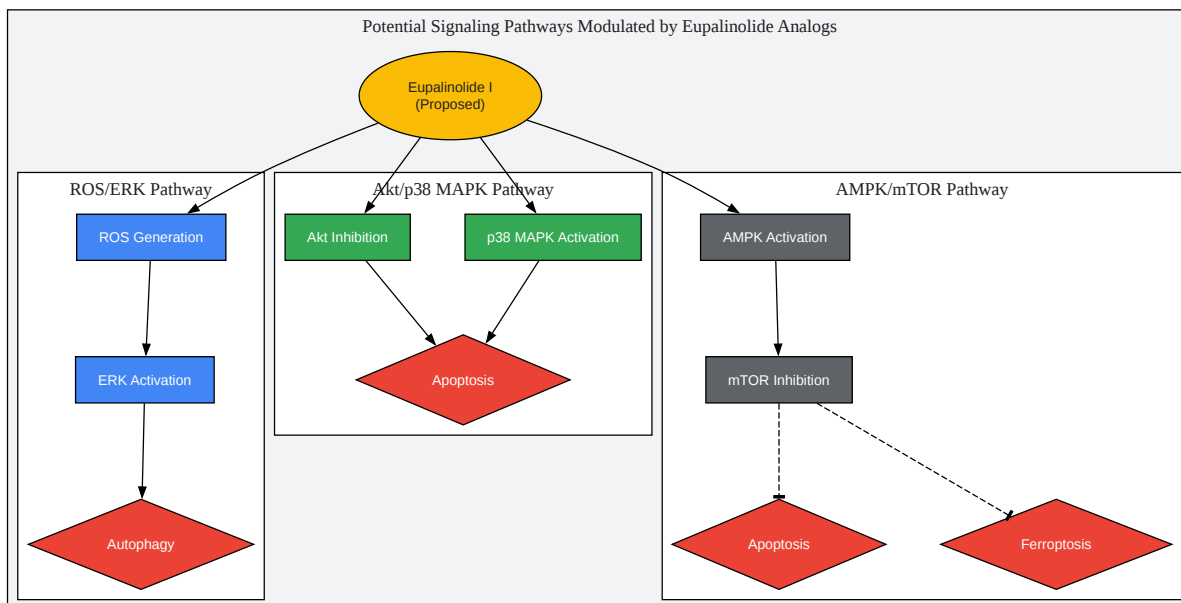 Potential Signaling Pathways Modulated by Eupalinolide Analogs
Eupalinolide I
(Proposed)
ROS/ERK Pathway
Akt/p38 MAPK Pathway
AMPK/mTOR Pathway
ROS Generation
Akt Inhibition
p38 MAPK Activation
AMPK Activation
ERK Activation
Apoptosis
mTOR Inhibition
Autophagy
Apoptosis
Ferroptosis